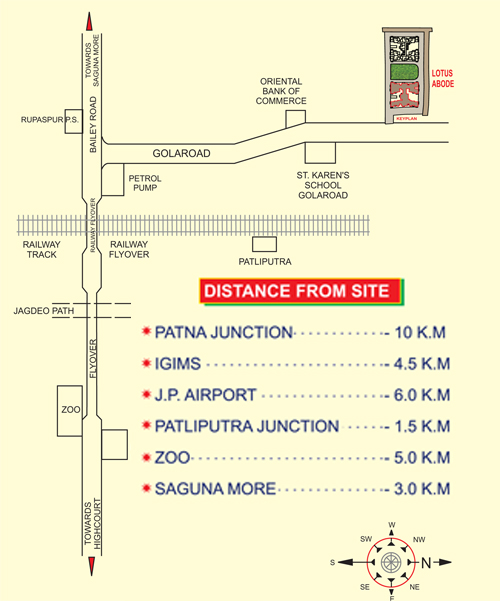 TOWARDS
SAGUNA MORE
BAILEY ROAD
RUPASPUR P.S.
GOLAROAD
ORIENTAL
BANK OF
COMMERCE
LOTUS
ABODE
KEYPLAN
PETROL
PUMP
ST. KAREN'S
SCHOOL
GOLAROAD
RAILWAY FLYOVER
RAILWAY
TRACK
RAILWAY
FLYOVER
PATLIPUTRA
JAGDEO PATH
FLYOVER
ZOO
TOWARDS
HIGHCOURT
DISTANCE FROM SITE
PATNA JUNCTION - 10 K.M
IGIMS - 4.5 K.M
J.P. AIRPORT - 6.0 K.M
PATLIPUTRA JUNCTION - 1.5 K.M
ZOO - 5.0 K.M
SAGUNA MORE - 3.0 K.M
W
SW NW
S N
SE NE
E